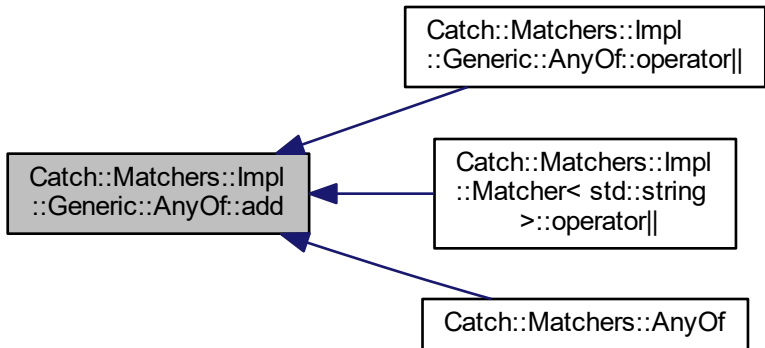 Catch::Matchers::Impl
::Generic::AnyOf::operator||
Catch::Matchers::Impl
::Generic::AnyOf::add
Catch::Matchers::Impl
::Matcher< std::string
>::operator||
Catch::Matchers::AnyOf